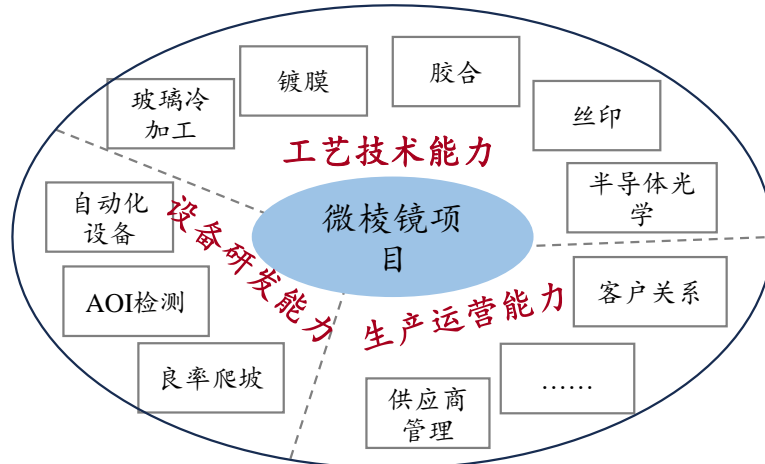 镀膜
胶合
玻璃冷
加工
丝印
工艺技术能力
半导体光
学
自动化
设备
设备研发能力
微棱镜项
目
AOI检测
客户关系
生产运营能力
良率爬坡
……
供应商
管理